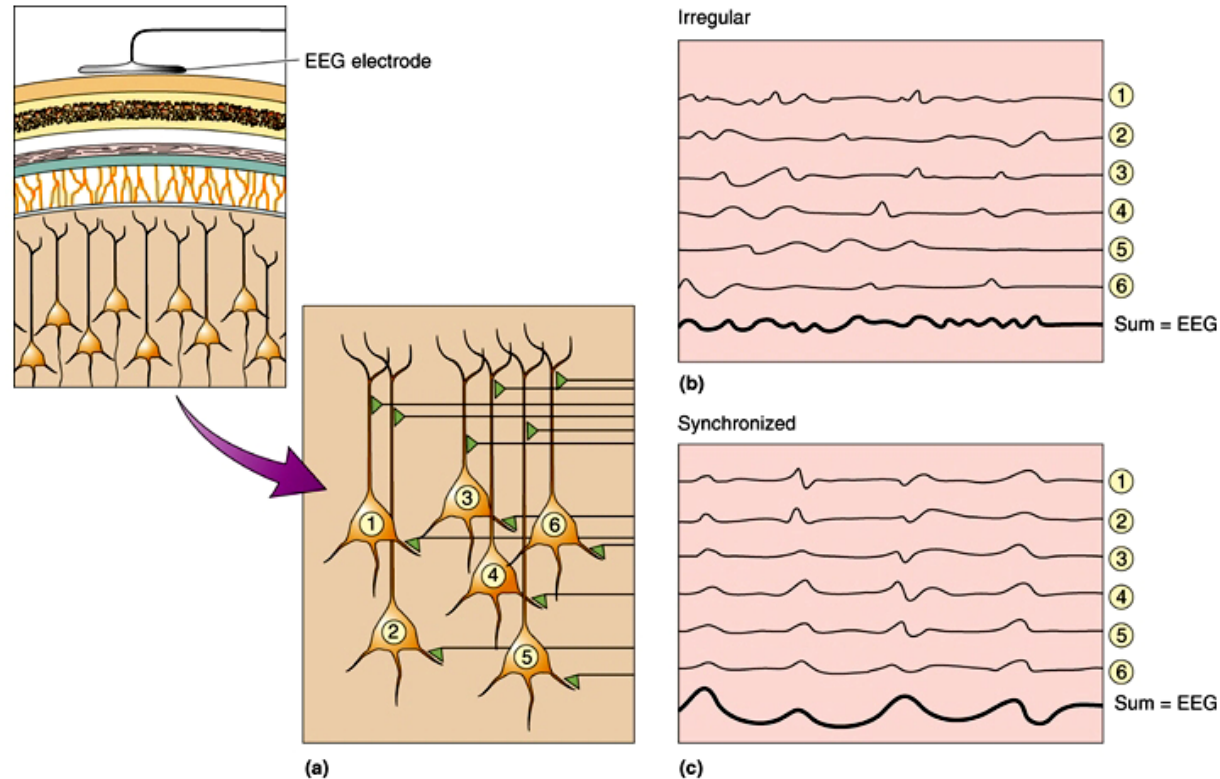 EEG electrode
1
2
3
4
5
6
(a)
Irregular
1
2
3
4
5
6
Sum = EEG
(b)
Synchronized
1
2
3
4
5
6
Sum = EEG
(c)